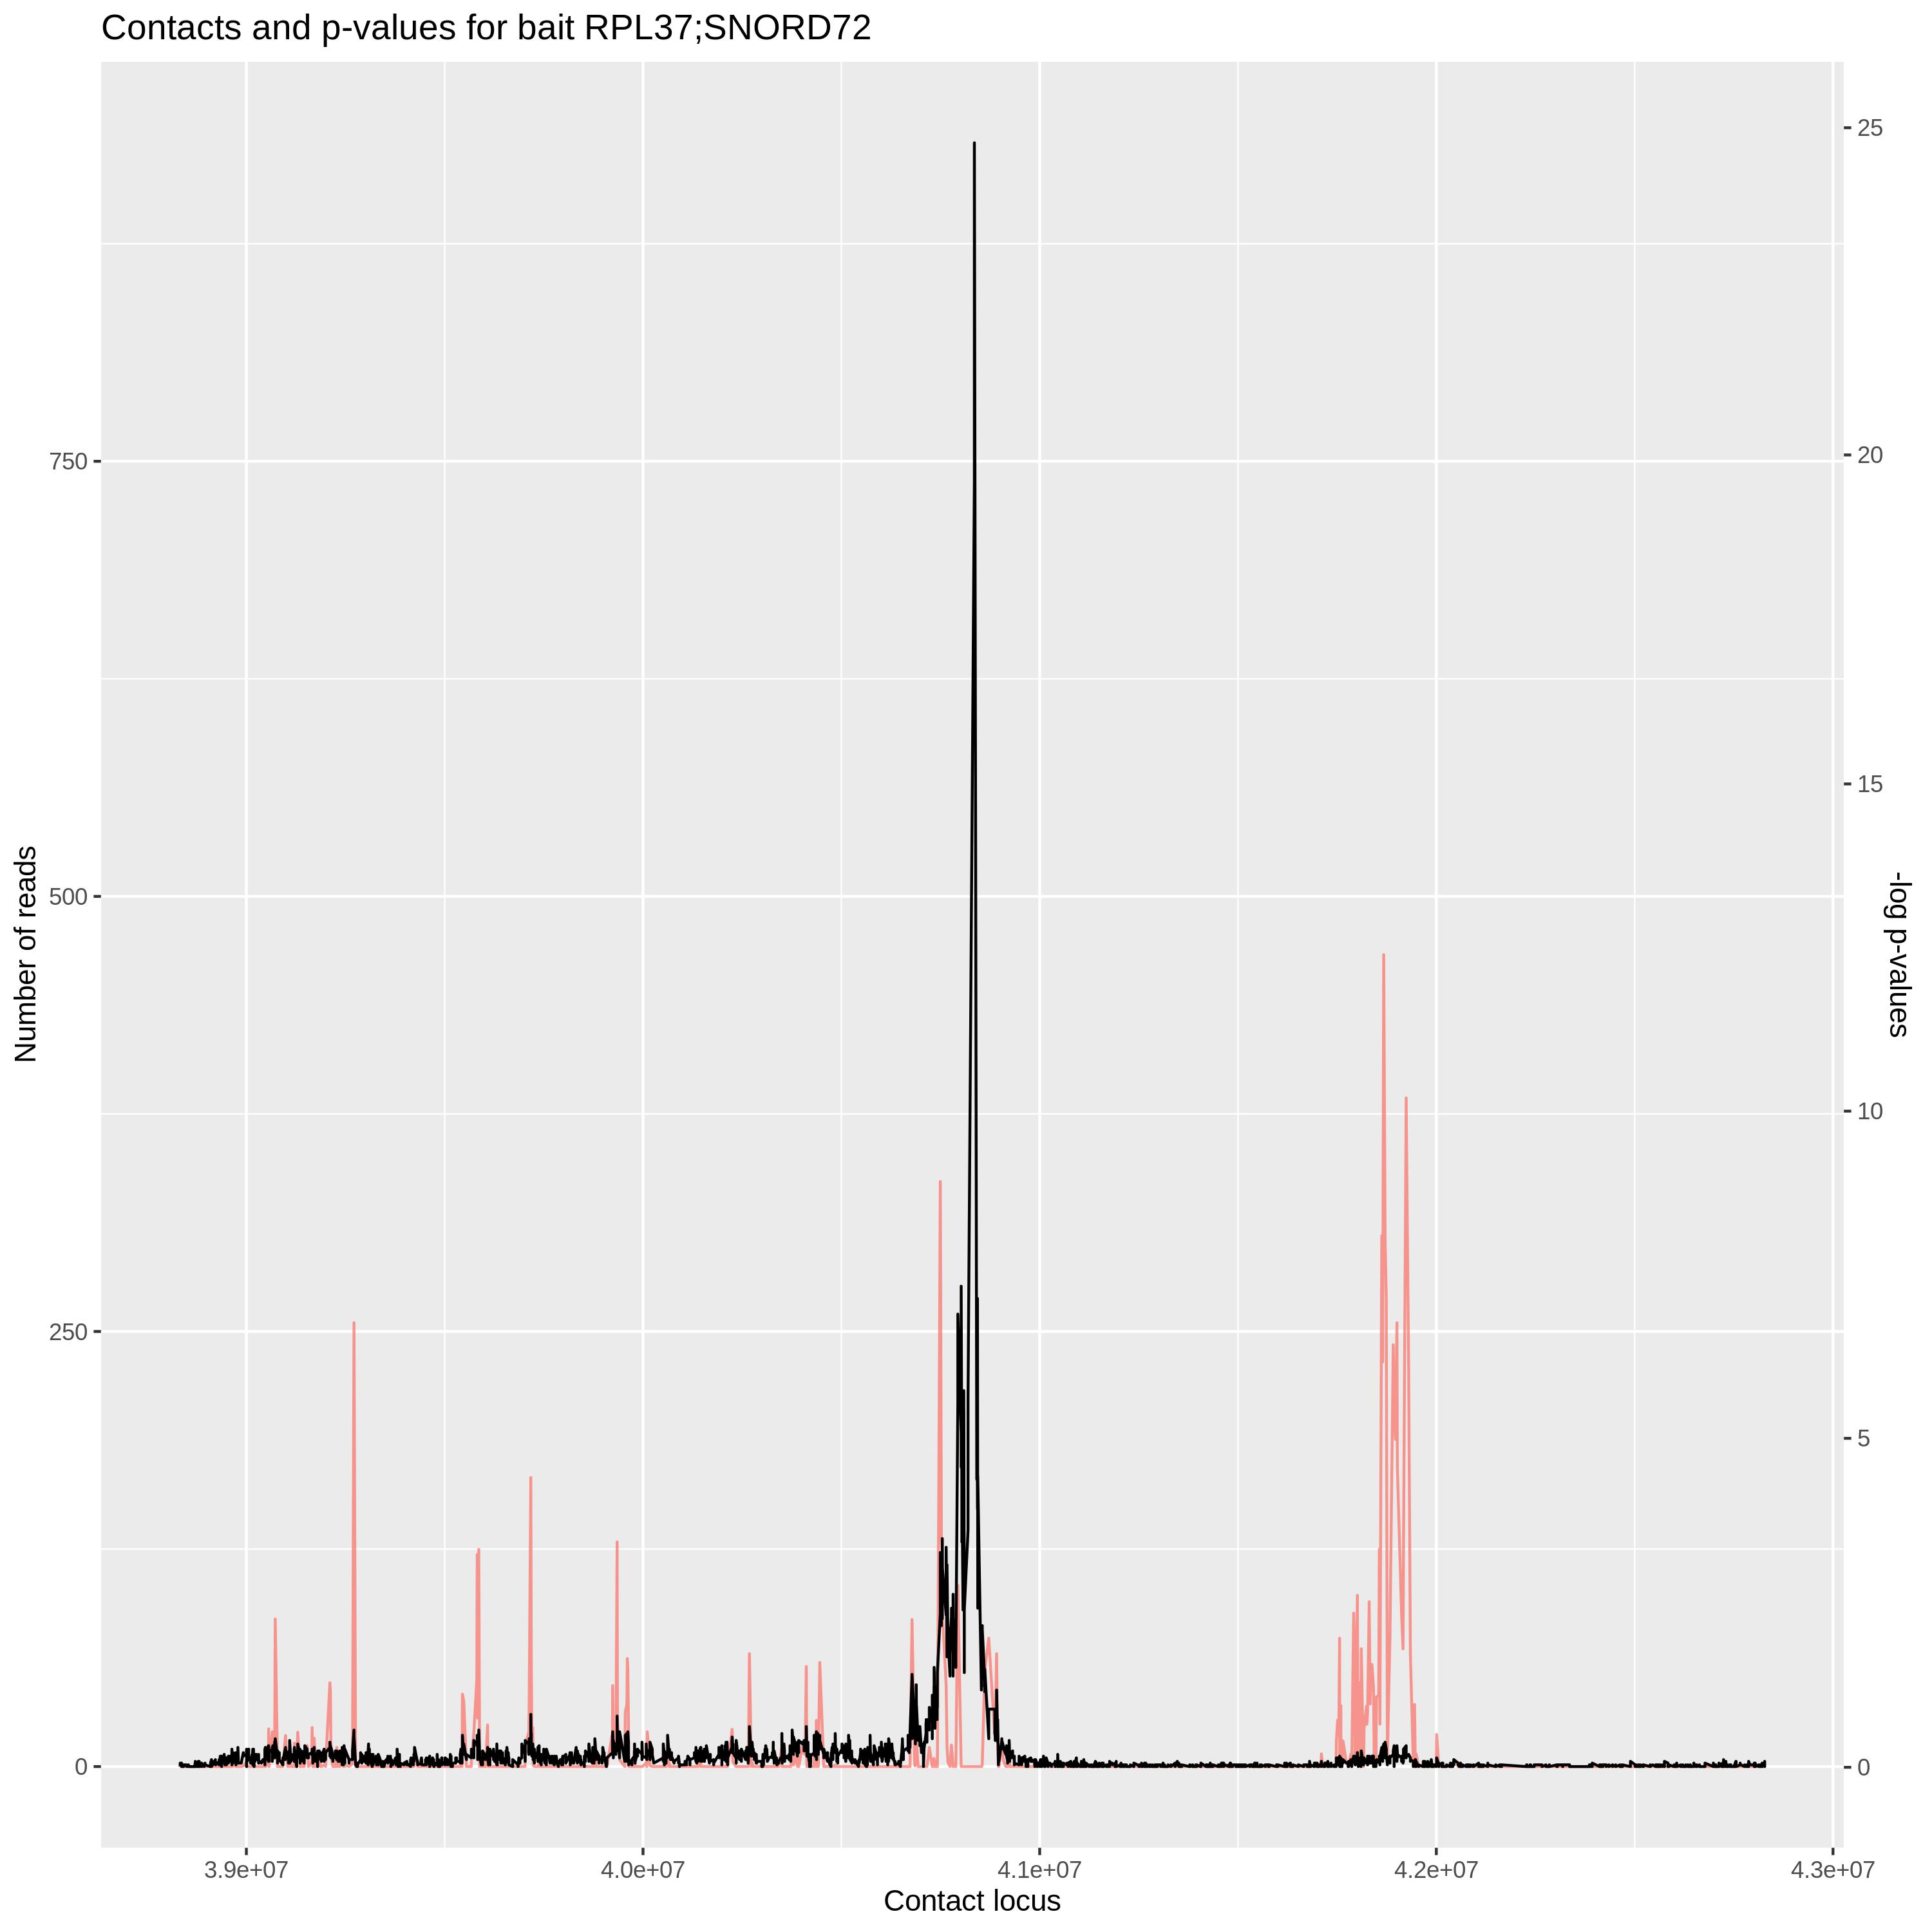 Contacts and p-values for bait RPL37;SNORD72
Number of reads
750
500
250
0
25
20
15
10
5
0
-log p-values
3.9e+07
4.0e+07
4.1e+07
4.2e+07
4.3e+07
Contact locus